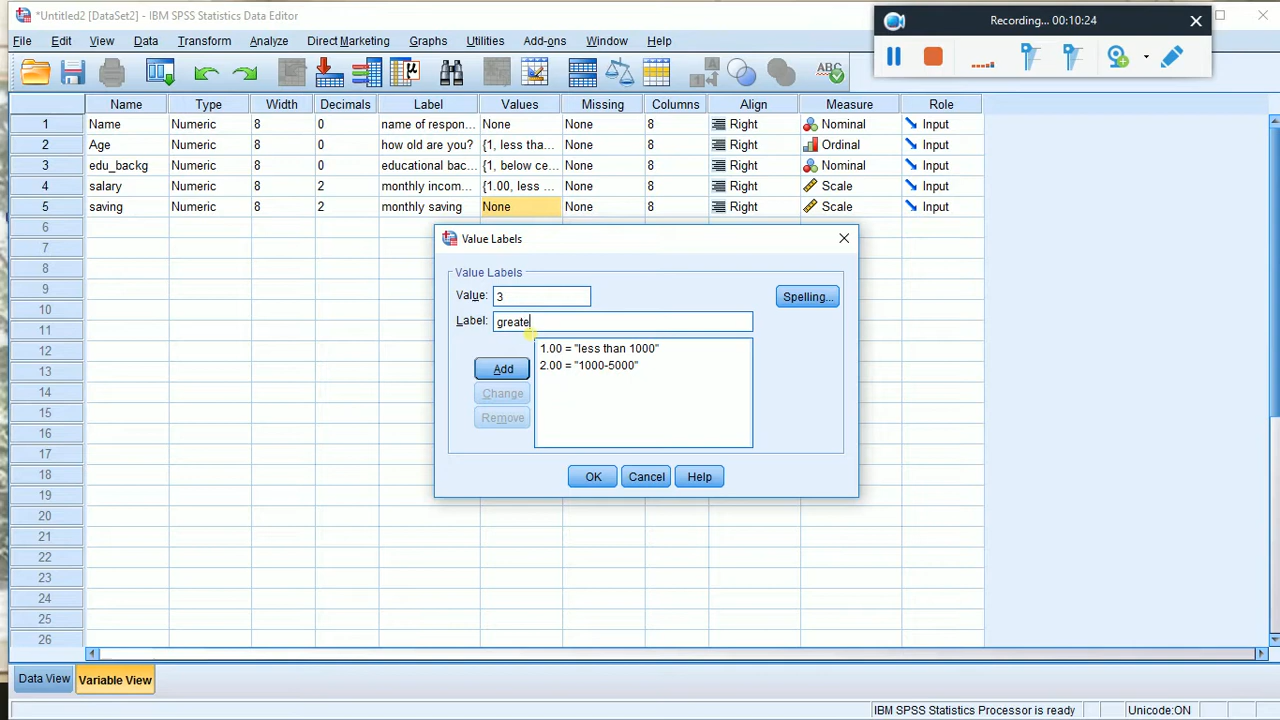 *Untitled2 [DataSet2] - IBM SPSS Statistics Data Editor
Recording... 00:10:24
File Edit View Data Transform Analyze Direct Marketing Graphs Utilities Add-ons Window Help
Name Type Width Decimals Label Values Missing Columns Align Measure Role
1 Name Numeric 8 0 name of respon... None None 8 Right Nominal Input
2 Age Numeric 8 0 how old are you? {1, less tha... None 8 Right Ordinal Input
3 edu_backg Numeric 8 0 educational bac... {1, below ce... None 8 Right Nominal Input
4 salary Numeric 8 2 monthly incom... {1.00, less ... None 8 Right Scale Input
5 saving Numeric 8 2 monthly saving None None 8 Right Scale Input
6
7
8
9
10
11
12
13
14
15
16
17
18
19
20
21
22
23
24
25
26
Value Labels
Value Labels
Value: 3
Spelling...
Label: greate
1.00 = "less than 1000"
2.00 = "1000-5000"
Add
Change
Remove
OK Cancel Help
Data View Variable View
IBM SPSS Statistics Processor is ready Unicode:ON
ABC